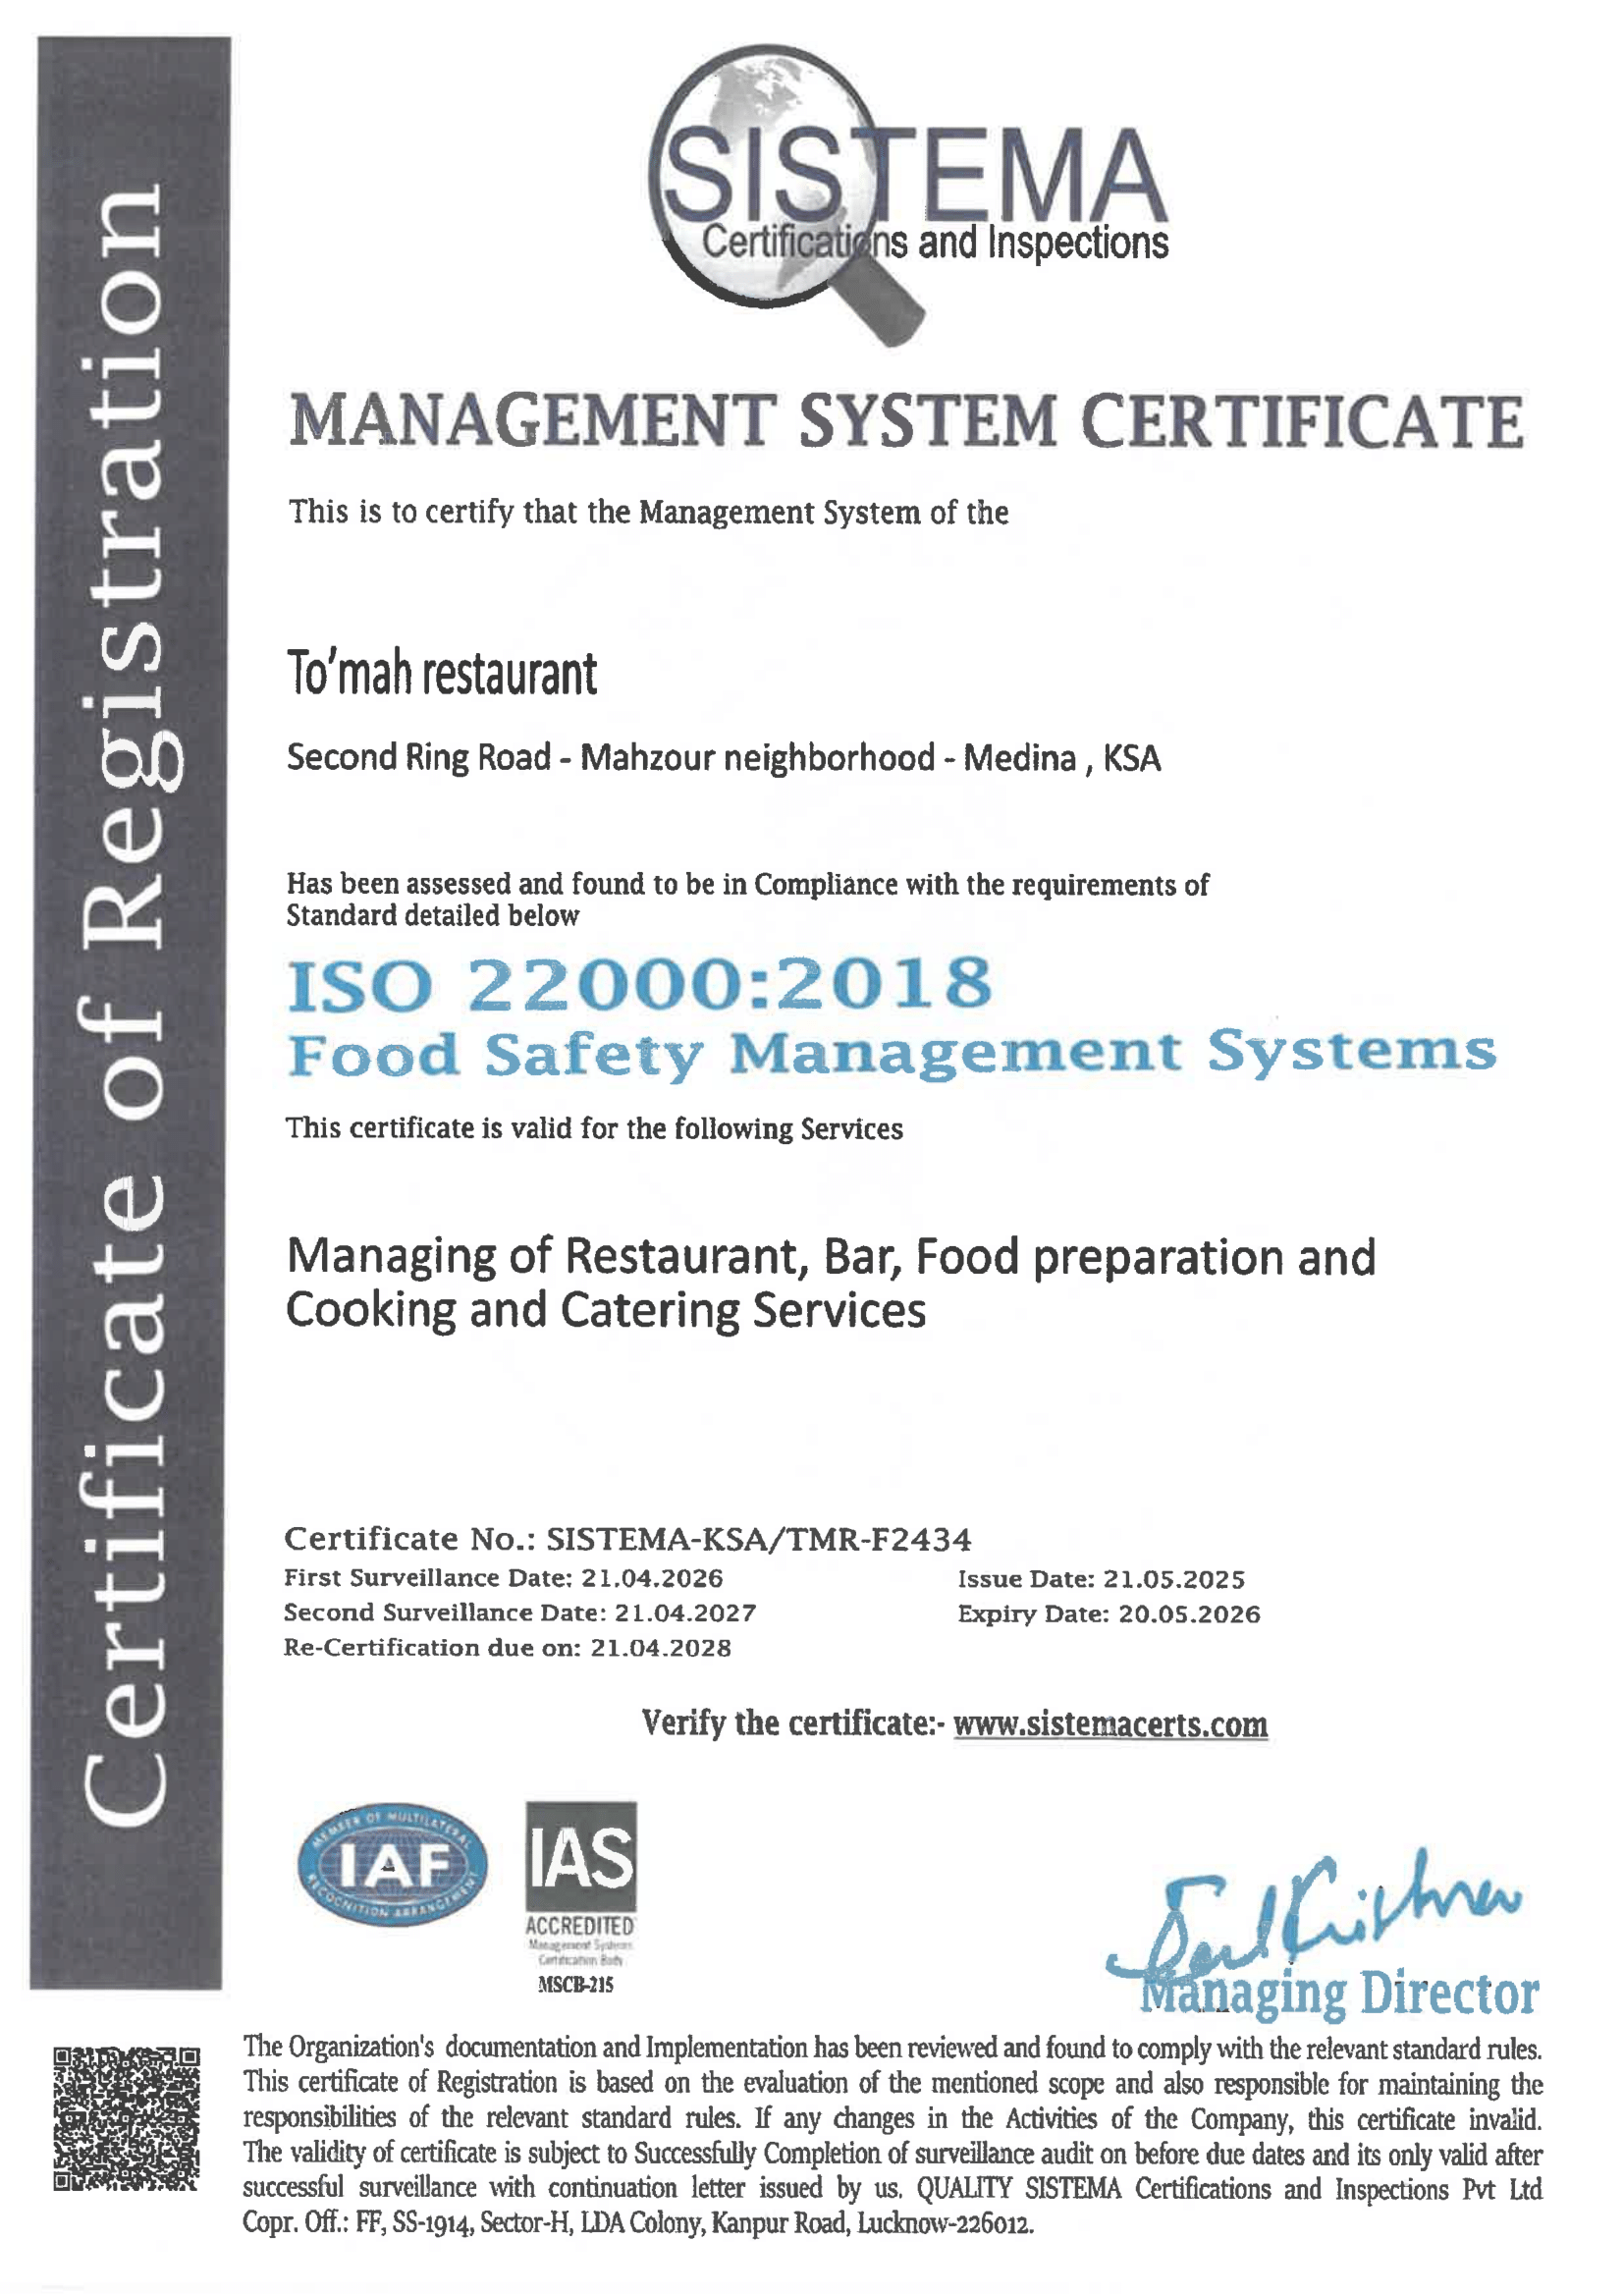 Certificate of Registration
SISTEMA
Certifications and Inspections
MANAGEMENT SYSTEM CERTIFICATE
This is to certify that the Management System of the
To'mah restaurant
Second Ring Road - Mahzour neighborhood - Medina , KSA
Has been assessed and found to be in Compliance with the requirements of
Standard detailed below
ISO 22000:2018
Food Safety Management Systems
This certificate is valid for the following Services
Managing of Restaurant, Bar, Food preparation and
Cooking and Catering Services
Certificate No.: SISTEMA-KSA/TMR-F2434
First Surveillance Date: 21.04.2026
Issue Date: 21.05.2025
Second Surveillance Date: 21.04.2027
Expiry Date: 20.05.2026
Re-Certification due on: 21.04.2028
Verify the certificate:- www.sistemacerts.com
MEMBER OF MULTILATERAL
IAF
RECOGNITION ARRANGEMENT
IAS
ACCREDITED
Management Systems
Certification Body
MSCB-215
Managing Director
The Organization's documentation and Implementation has been reviewed and found to comply with the relevant standard rules.
This certificate of Registration is based on the evaluation of the mentioned scope and also responsible for maintaining the
responsibilities of the relevant standard rules. If any changes in the Activities of the Company, this certificate invalid.
The validity of certificate is subject to Successfully Completion of surveillance audit on before due dates and its only valid after
successful surveillance with continuation letter issued by us. QUALITY SISTEMA Certifications and Inspections Pvt Ltd
Copr. Off.: FF, SS-1914, Sector-H, LDA Colony, Kanpur Road, Lucknow-226012.